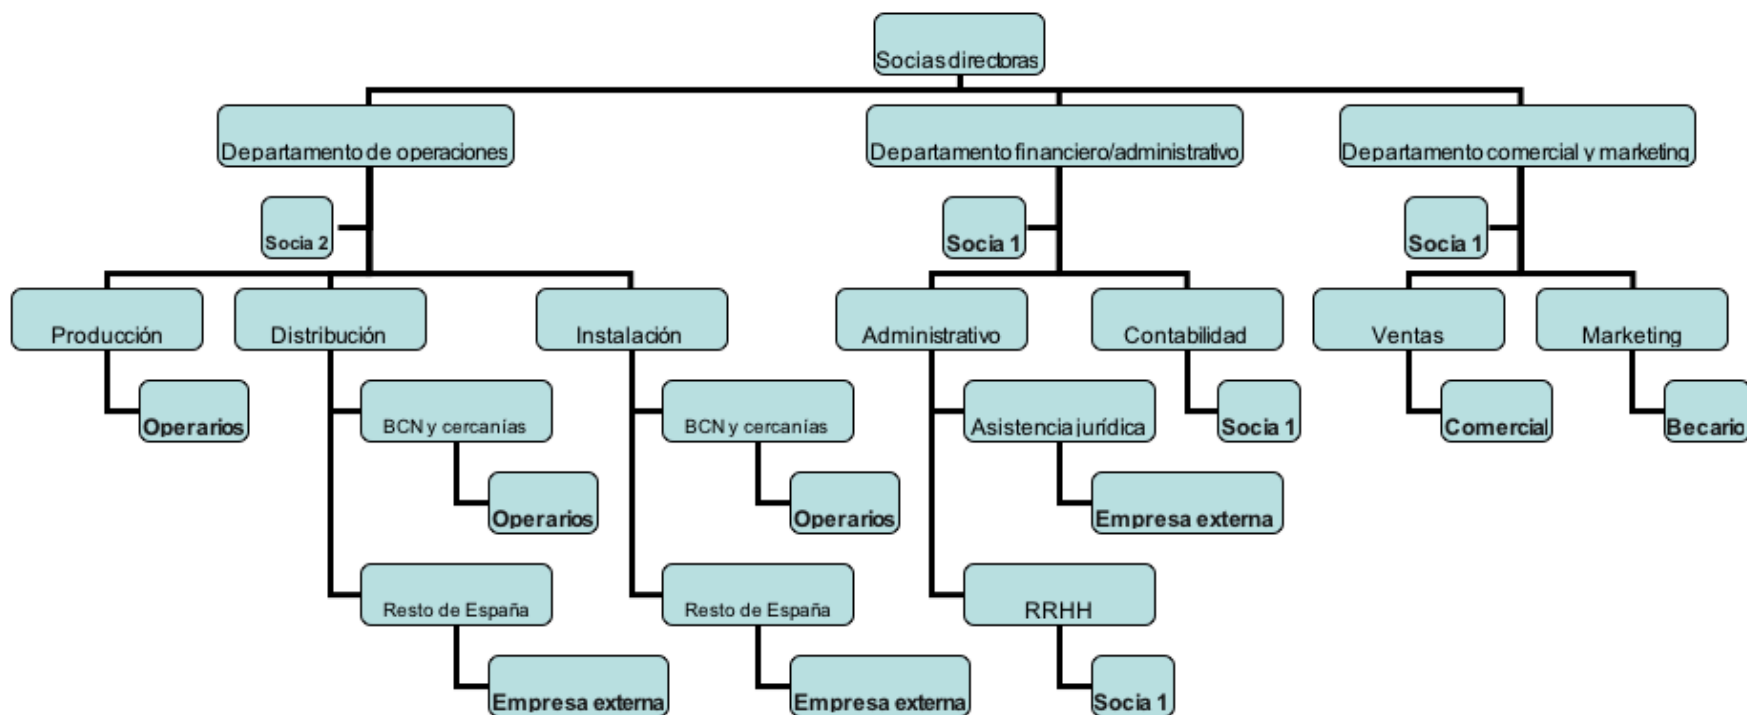 Socias directoras
Departamento de operaciones
Departamento financiero/administrativo
Departamento comercial y marketing
Socia 2
Socia 1
Socia 1
Producción
Distribución
Instalación
Administrativo
Contabilidad
Ventas
Marketing
Operarios
BCN y cercanías
BCN y cercanías
Asistencia jurídica
Socia 1
Comercial
Becario
Operarios
Operarios
Empresa externa
Resto de España
Resto de España
RRHH
Empresa externa
Empresa externa
Socia 1